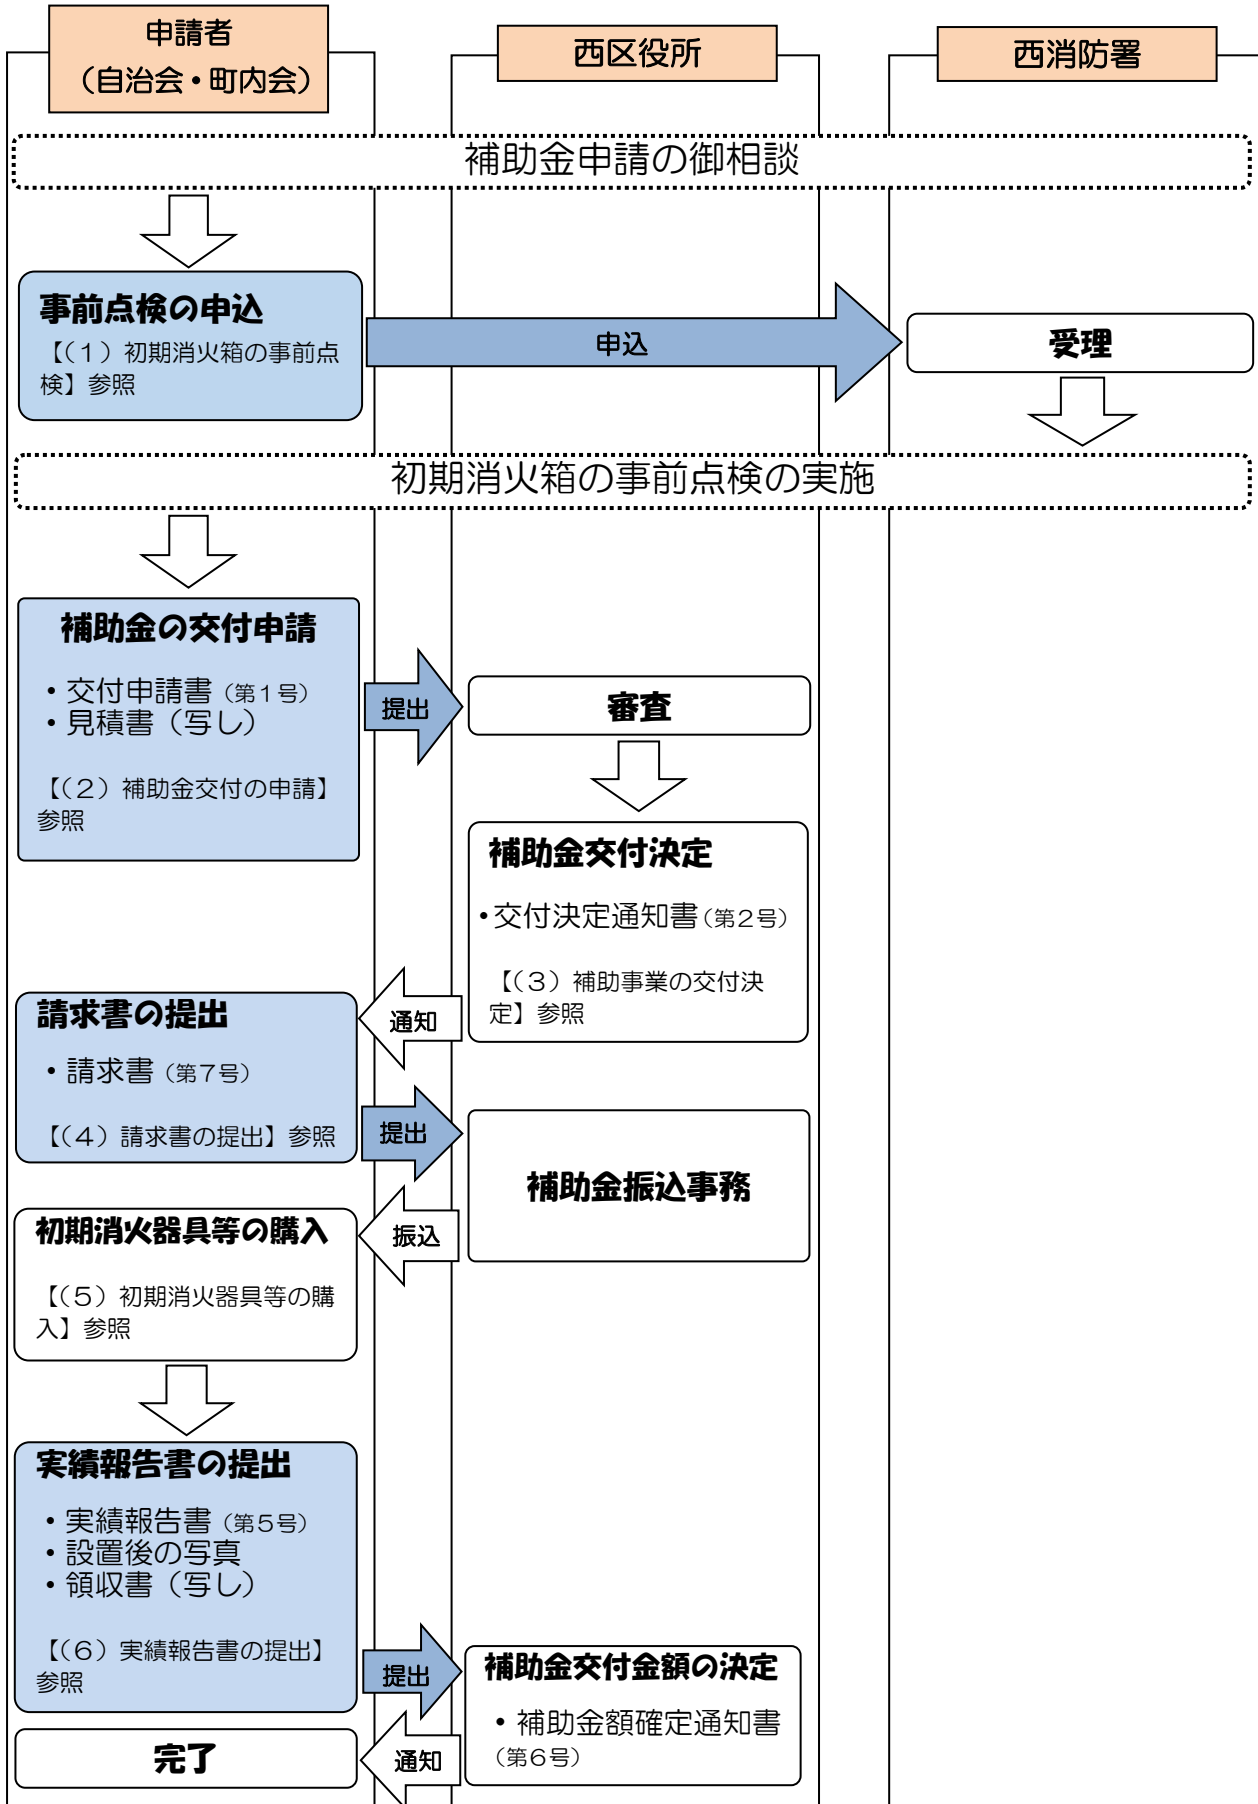 申請者
（自治会・町内会）
西区役所
西消防署
補助金申請の御相談
事前点検の申込
【（１）初期消火箱の事前点
検】参照
申込
受理
初期消火箱の事前点検の実施
補助金の交付申請
・交付申請書（第１号）
・見積書（写し）
【（２）補助金交付の申請】
参照
提出
審査
補助金交付決定
・交付決定通知書（第２号）
【（３）補助事業の交付決
定】参照
通知
請求書の提出
・請求書（第７号）
【（４）請求書の提出】参照
提出
補助金振込事務
振込
初期消火器具等の購入
【（５）初期消火器具等の購
入】参照
実績報告書の提出
・実績報告書（第５号）
・設置後の写真
・領収書（写し）
【（６）実績報告書の提出】
参照
提出
補助金交付金額の決定
・補助金額確定通知書
（第６号）
通知
完了